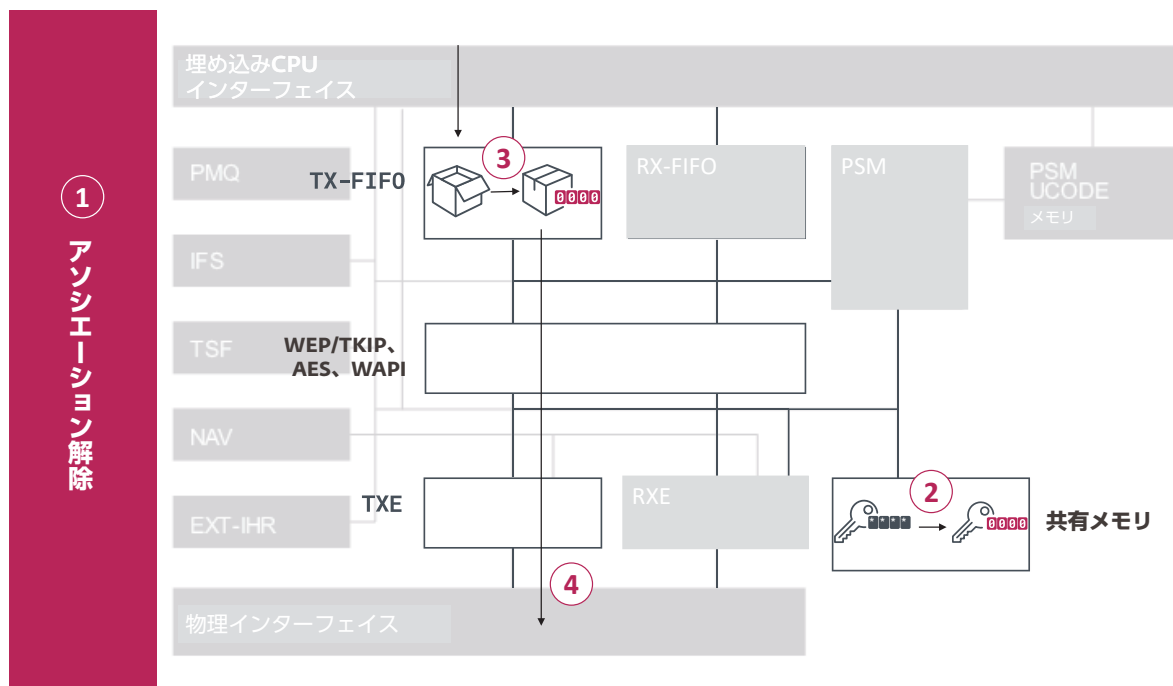 ①
アソシエーション解除
埋め込みCPU
インターフェイス
PMQ
TX-FIFO
③
0000
RX-FIFO
PSM
PSM
UCODE
メモリ
IFS
TSF
WEP/TKIP、
AES、WAPI
NAV
EXT-IHR
TXE
RXE
②
0000
共有メモリ
④
物理インターフェイス